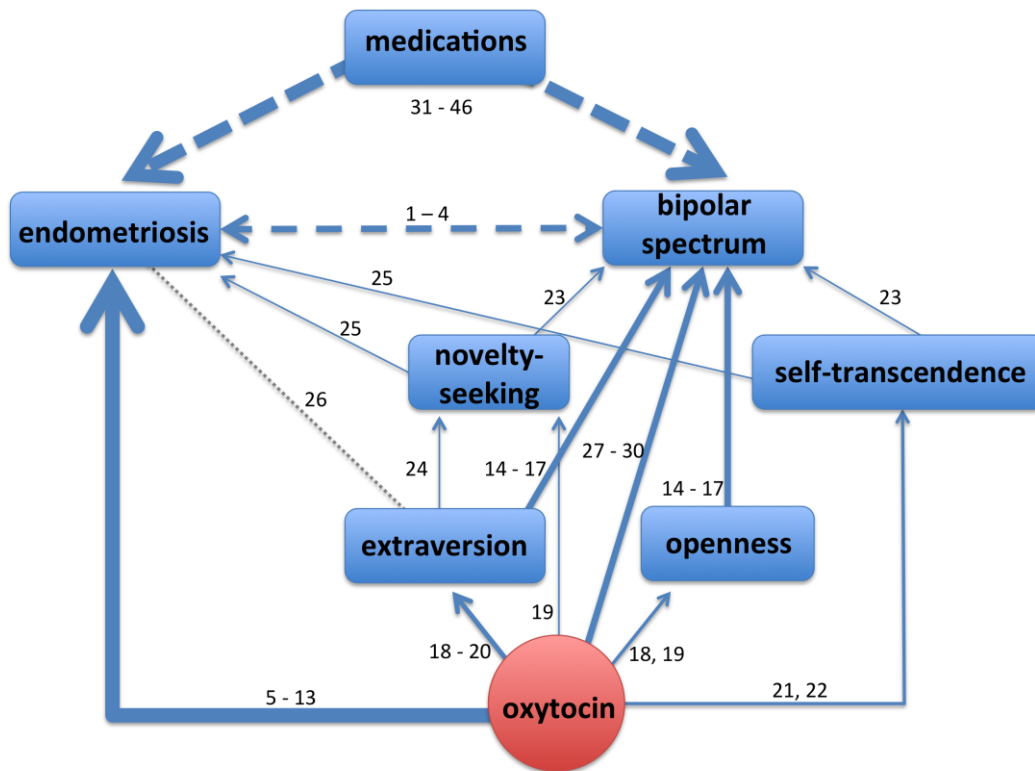 medications
31 - 46
endometriosis
1 – 4
bipolar
spectrum
25
23
23
25
novelty-
seeking
self-transcendence
26
24
14 - 17
27 - 30
14 - 17
extraversion
openness
19
18 - 20
18, 19
5 - 13
oxytocin
21, 22